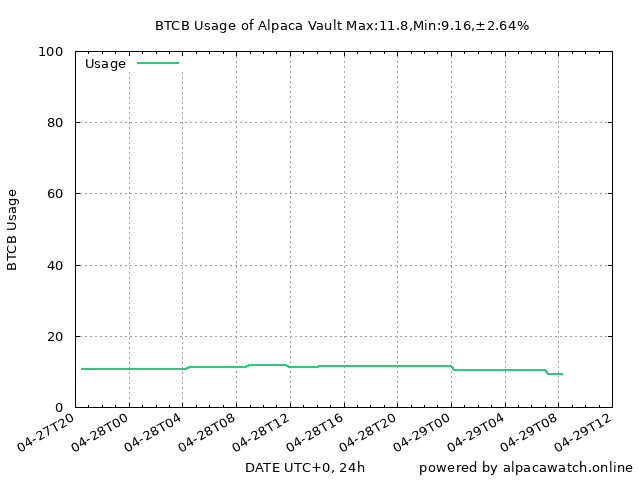 BTCB Usage of Alpaca Vault Max:11.8,Min:9.16,±2.64%
Usage
BTCB Usage
100
80
60
40
20
0
04-27T20
04-28T00
04-28T04
04-28T08
04-28T12
04-28T16
04-28T20
04-29T00
04-29T04
04-29T08
04-29T12
DATE UTC+0, 24h
powered by alpacawatch.online